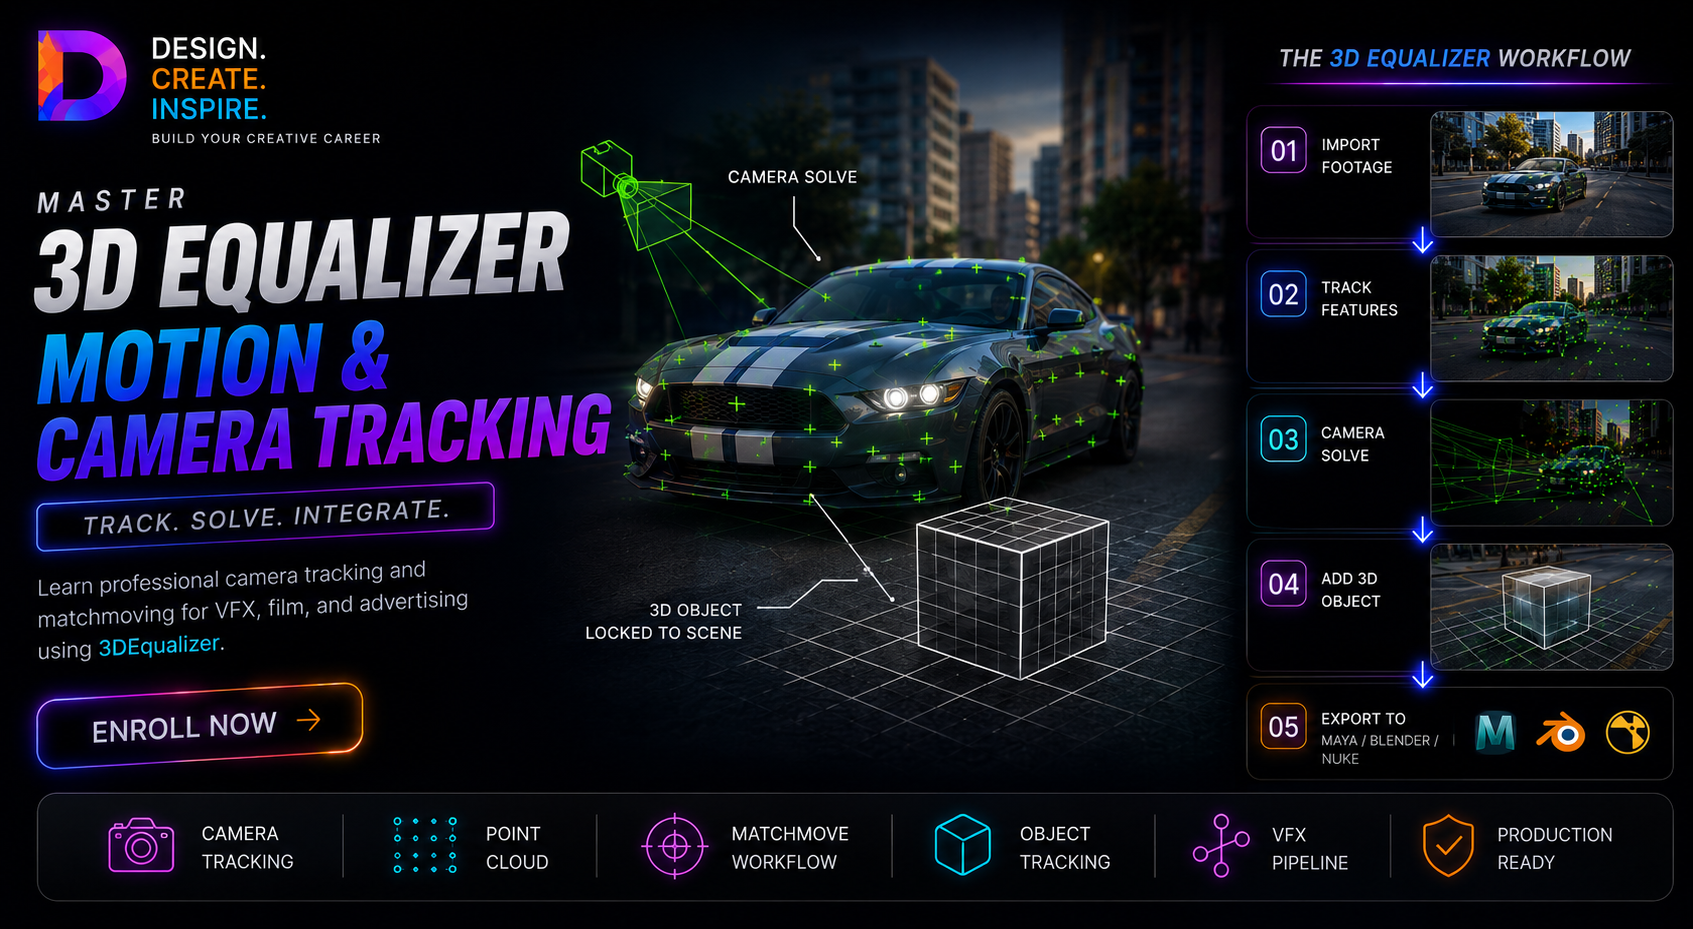 DESIGN.
CREATE.
INSPIRE.
BUILD YOUR CREATIVE CAREER
MASTER
3D EQUALIZER
MOTION &
CAMERA TRACKING
TRACK. SOLVE. INTEGRATE.
Learn professional camera tracking and
matchmoving for VFX, film, and advertising
using 3DEqualizer.
ENROLL NOW
CAMERA SOLVE
3D OBJECT
LOCKED TO SCENE
THE 3D EQUALIZER WORKFLOW
01
IMPORT
FOOTAGE
02
TRACK
FEATURES
03
CAMERA
SOLVE
04
ADD 3D
OBJECT
05
EXPORT TO
MAYA / BLENDER /
NUKE
CAMERA
TRACKING
POINT
CLOUD
MATCHMOVE
WORKFLOW
OBJECT
TRACKING
VFX
PIPELINE
PRODUCTION
READY